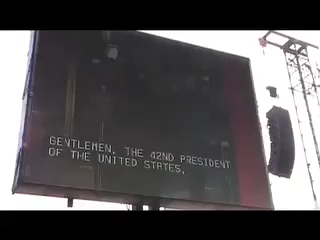 GENTLEMEN, THE 42ND PRESIDENT
OF THE UNITED STATES,